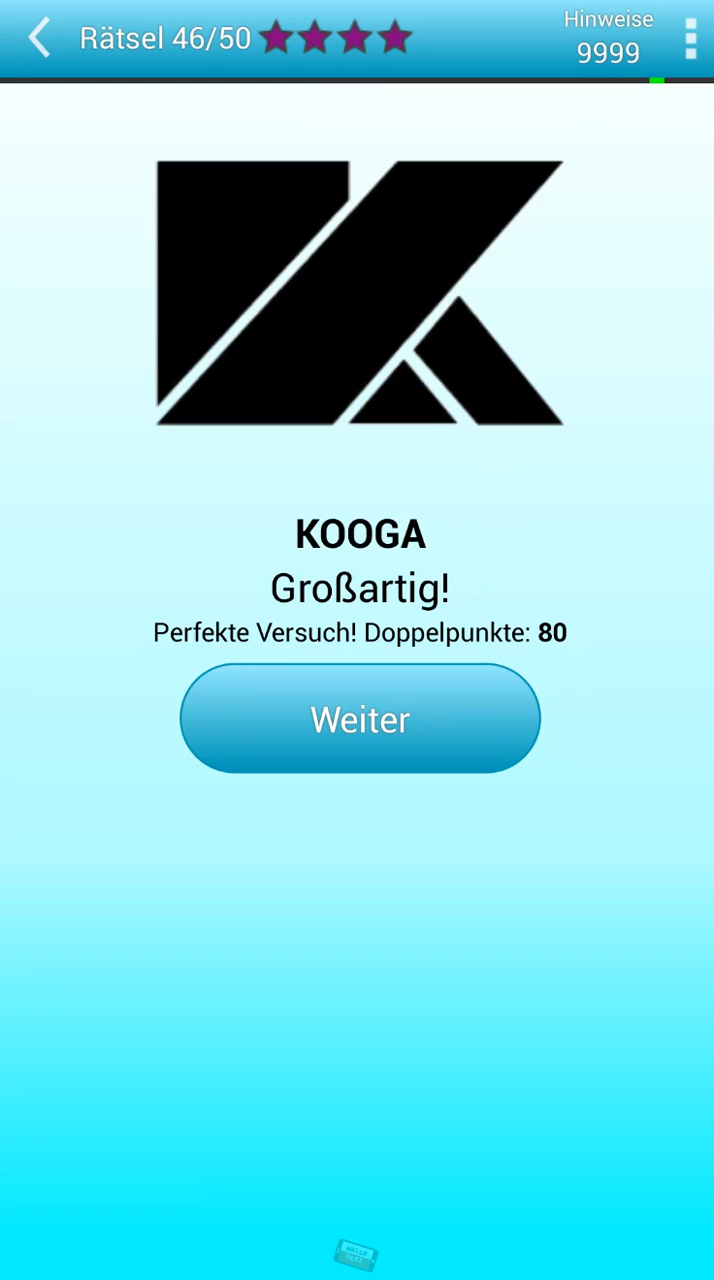 Rätsel 46/50
Hinweise
9999
KOOGA
Großartig!
Perfekte Versuch! Doppelpunkte: 80
Weiter